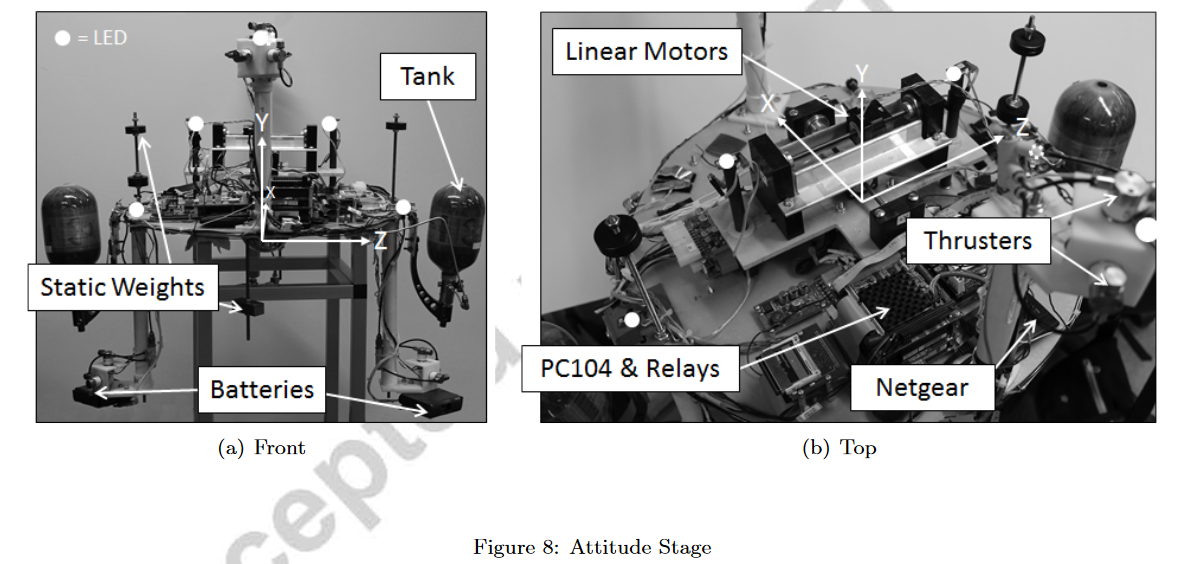 = LED
Tank
Y
X
Z
Static Weights
Batteries
(a) Front
Linear Motors
Y
X
Z
Thrusters
PC104 & Relays
Netgear
(b) Top
cepte
Figure 8: Attitude Stage